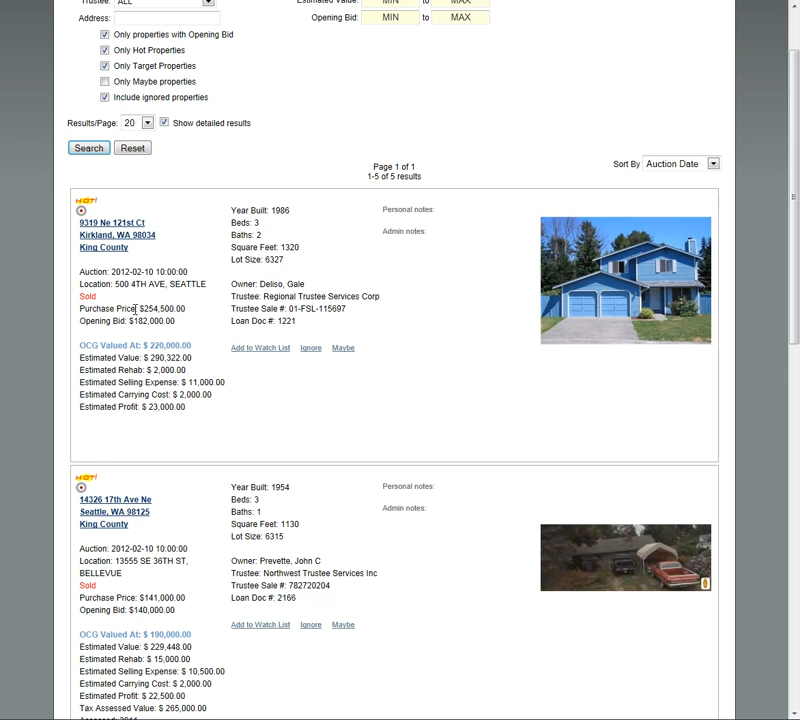 Trustee: ALL
Estimated Value: MIN to MAX
Address:
Opening Bid: MIN to MAX
Only properties with Opening Bid
Only Hot Properties
Only Target Properties
Only Maybe properties
Include ignored properties
Results/Page: 20 Show detailed results
Search Reset
Page 1 of 1
1-5 of 5 results
Sort By Auction Date
HOT!
9319 Ne 121st Ct
Kirkland, WA 98034
King County
Auction: 2012-02-10 10:00:00
Location: 500 4TH AVE, SEATTLE
Sold
Purchase Price: $254,500.00
Opening Bid: $182,000.00
OCG Valued At: $ 220,000.00
Estimated Value: $ 290,322.00
Estimated Rehab: $ 2,000.00
Estimated Selling Expense: $ 11,000.00
Estimated Carrying Cost: $ 2,000.00
Estimated Profit: $ 23,000.00
Year Built: 1986
Beds: 3
Baths: 2
Square Feet: 1320
Lot Size: 6327
Owner: Deliso, Gale
Trustee: Regional Trustee Services Corp
Trustee Sale #: 01-FSL-115697
Loan Doc #: 1221
Add to Watch List Ignore Maybe
Personal notes:
Admin notes:
HOT!
14326 17th Ave Ne
Seattle, WA 98125
King County
Auction: 2012-02-10 10:00:00
Location: 13555 SE 36TH ST,
BELLEVUE
Sold
Purchase Price: $141,000.00
Opening Bid: $140,000.00
OCG Valued At: $ 190,000.00
Estimated Value: $ 229,448.00
Estimated Rehab: $ 15,000.00
Estimated Selling Expense: $ 10,500.00
Estimated Carrying Cost: $ 2,000.00
Estimated Profit: $ 22,500.00
Tax Assessed Value: $ 265,000.00
Assessed: 2011
Year Built: 1954
Beds: 3
Baths: 1
Square Feet: 1130
Lot Size: 6315
Owner: Prevette, John C
Trustee: Northwest Trustee Services Inc
Trustee Sale #: 782720204
Loan Doc #: 2166
Add to Watch List Ignore Maybe
Personal notes:
Admin notes: